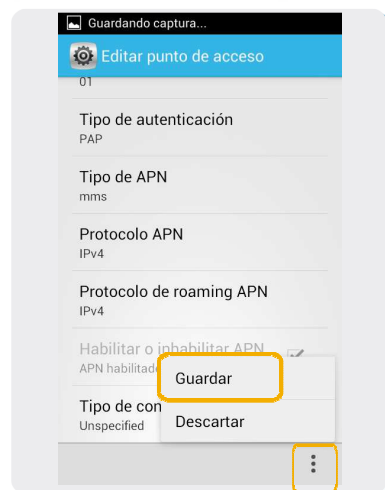 Guardando captura...
Editar punto de acceso
01
Tipo de autenticación
PAP
Tipo de APN
mms
Protocolo APN
IPv4
Protocolo de roaming APN
IPv4
Habilitar o inhabilitar APN
APN habilitado
Guardar
Tipo de con
Unspecified
Descartar